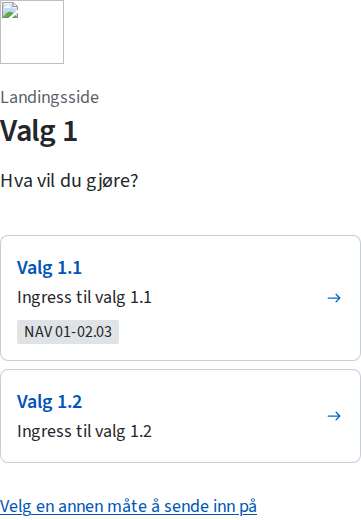 Landingsside
Valg 1
Hva vil du gjøre?
Valg 1.1
Ingress til valg 1.1
NAV 01-02.03
Valg 1.2
Ingress til valg 1.2
Velg en annen måte å sende inn på